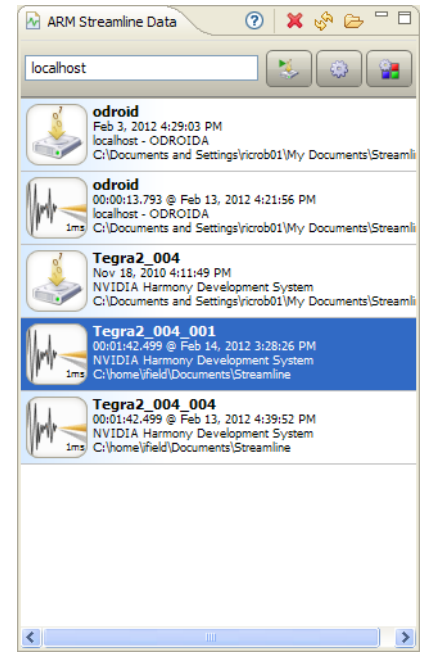 ARM Streamline Data
localhost
odroid
Feb 3, 2012 4:29:03 PM
localhost - ODROIDA
C:\Documents and Settings\ricrob01\My Documents\Streamli
1ms
odroid
00:00:13.793 @ Feb 13, 2012 4:21:56 PM
localhost - ODROIDA
C:\Documents and Settings\ricrob01\My Documents\Streamli
Tegra2_004
Nov 18, 2010 4:11:49 PM
NVIDIA Harmony Development System
C:\Documents and Settings\ricrob01\My Documents\Streamli
1ms
Tegra2_004_001
00:01:42.499 @ Feb 14, 2012 3:28:26 PM
NVIDIA Harmony Development System
C:\home\ifield\Documents\Streamline
1ms
Tegra2_004_004
00:01:42.499 @ Feb 13, 2012 4:39:52 PM
NVIDIA Harmony Development System
C:\home\ifield\Documents\Streamline